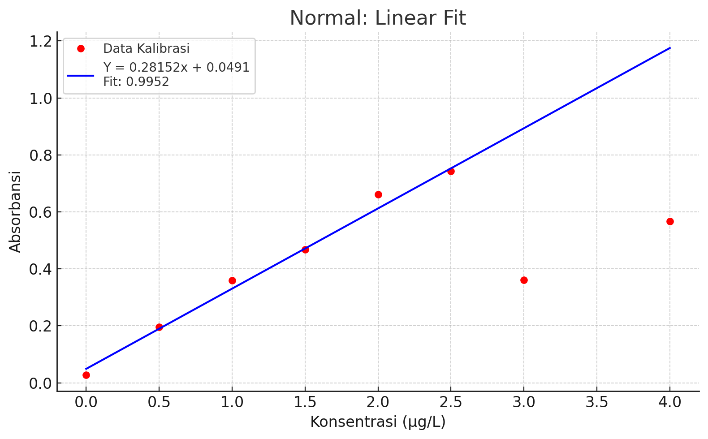 Normal: Linear Fit
Data Kalibrasi
Y = 0.28152x + 0.0491
Fit: 0.9952
Absorbansi
1.2
1.0
0.8
0.6
0.4
0.2
0.0
0.0 0.5 1.0 1.5 2.0 2.5 3.0 3.5 4.0
Konsentrasi (µg/L)